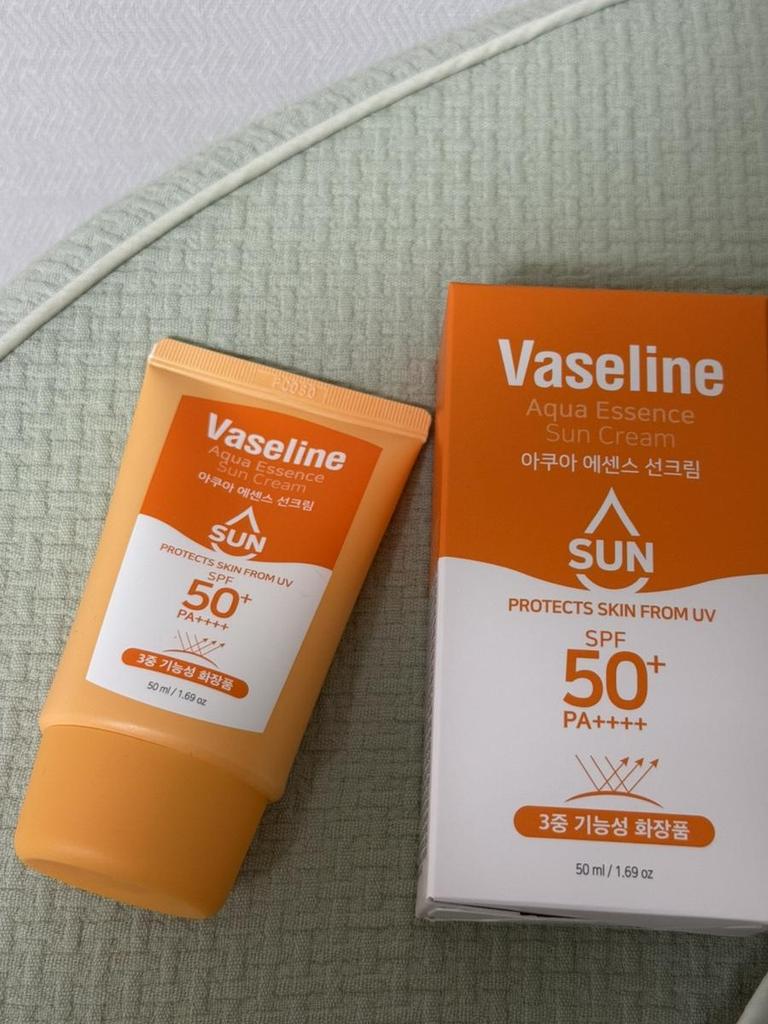 Vaseline
Aqua Essence
Sun Cream
아쿠아 에센스 선크림
SUN
PROTECTS SKIN FROM UV
SPF
50+
PA++++
3중 기능성 화장품
50 ml / 1.69 oz
Vaseline
Aqua Essence
Sun Cream
아쿠아 에센스 선크림
SUN
PROTECTS SKIN FROM UV
SPF
50+
PA++++
3중 기능성 화장품
50 ml / 1.69 oz